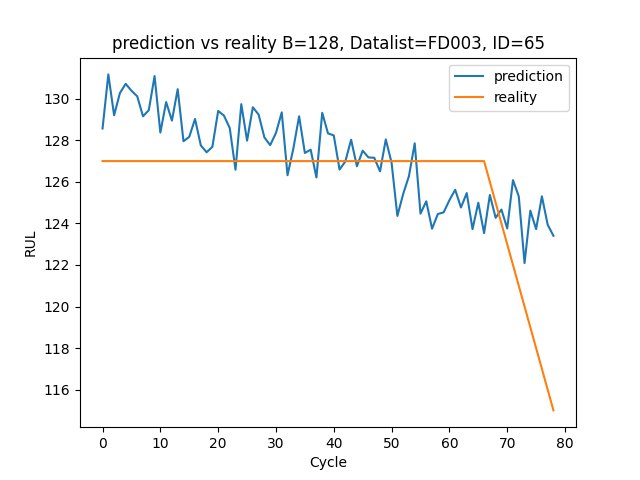 prediction vs reality B=128, Datalist=FD003, ID=65
prediction
reality
RUL
130
128
126
124
122
120
118
116
0 10 20 30 40 50 60 70 80
Cycle